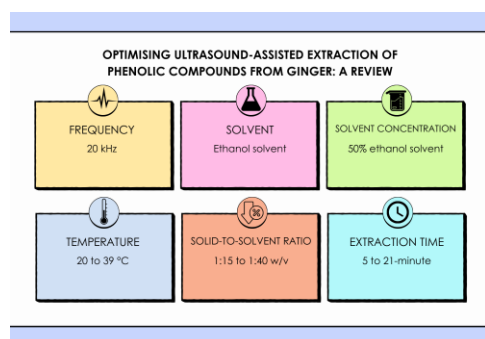 OPTIMISING ULTRASOUND-ASSISTED EXTRACTION OF
PHENOLIC COMPOUNDS FROM GINGER: A REVIEW
FREQUENCY
20 kHz
SOLVENT
Ethanol solvent
SOLVENT CONCENTRATION
50% ethanol solvent
TEMPERATURE
20 to 39 °C
SOLID-TO-SOLVENT RATIO
1:15 to 1:40 w/v
EXTRACTION TIME
5 to 21-minute